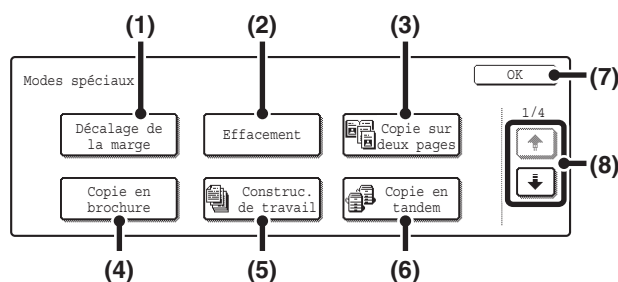 (1) (2) (3)
Modes spéciaux
OK
(7)
Décalage de
la marge
Effacement
Copie sur
deux pages
1/4
(8)
Copie en
brochure
Construc.
de travail
Copie en
tandem
(4) (5) (6)